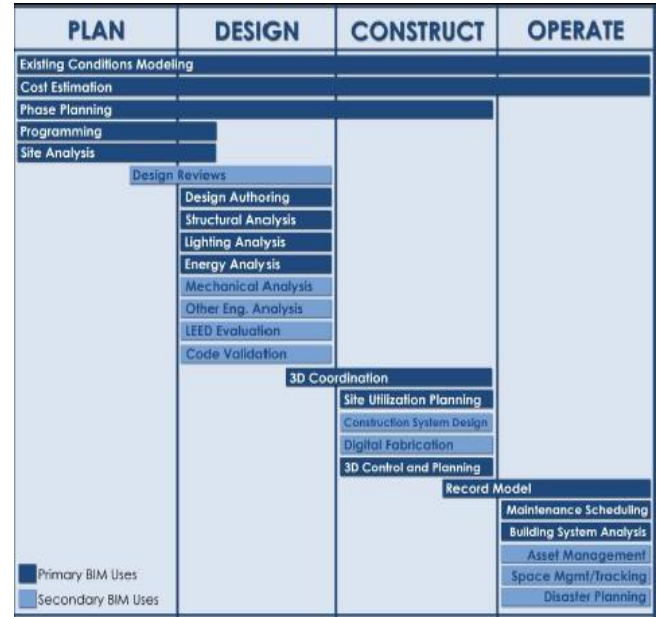 PLAN DESIGN CONSTRUCT OPERATE
Existing Conditions Modeling
Cost Estimation
Phase Planning
Programming
Site Analysis
Design Reviews
Design Authoring
Structural Analysis
Lighting Analysis
Energy Analysis
Mechanical Analysis
Other Eng. Analysis
LEED Evaluation
Code Validation
3D Coordination
Site Utilization Planning
Construction System Design
Digital Fabrication
3D Control and Planning
Record Model
Maintenance Scheduling
Building System Analysis
Asset Management
Space Mgmt/Tracking
Disaster Planning
Primary BIM Uses
Secondary BIM Uses